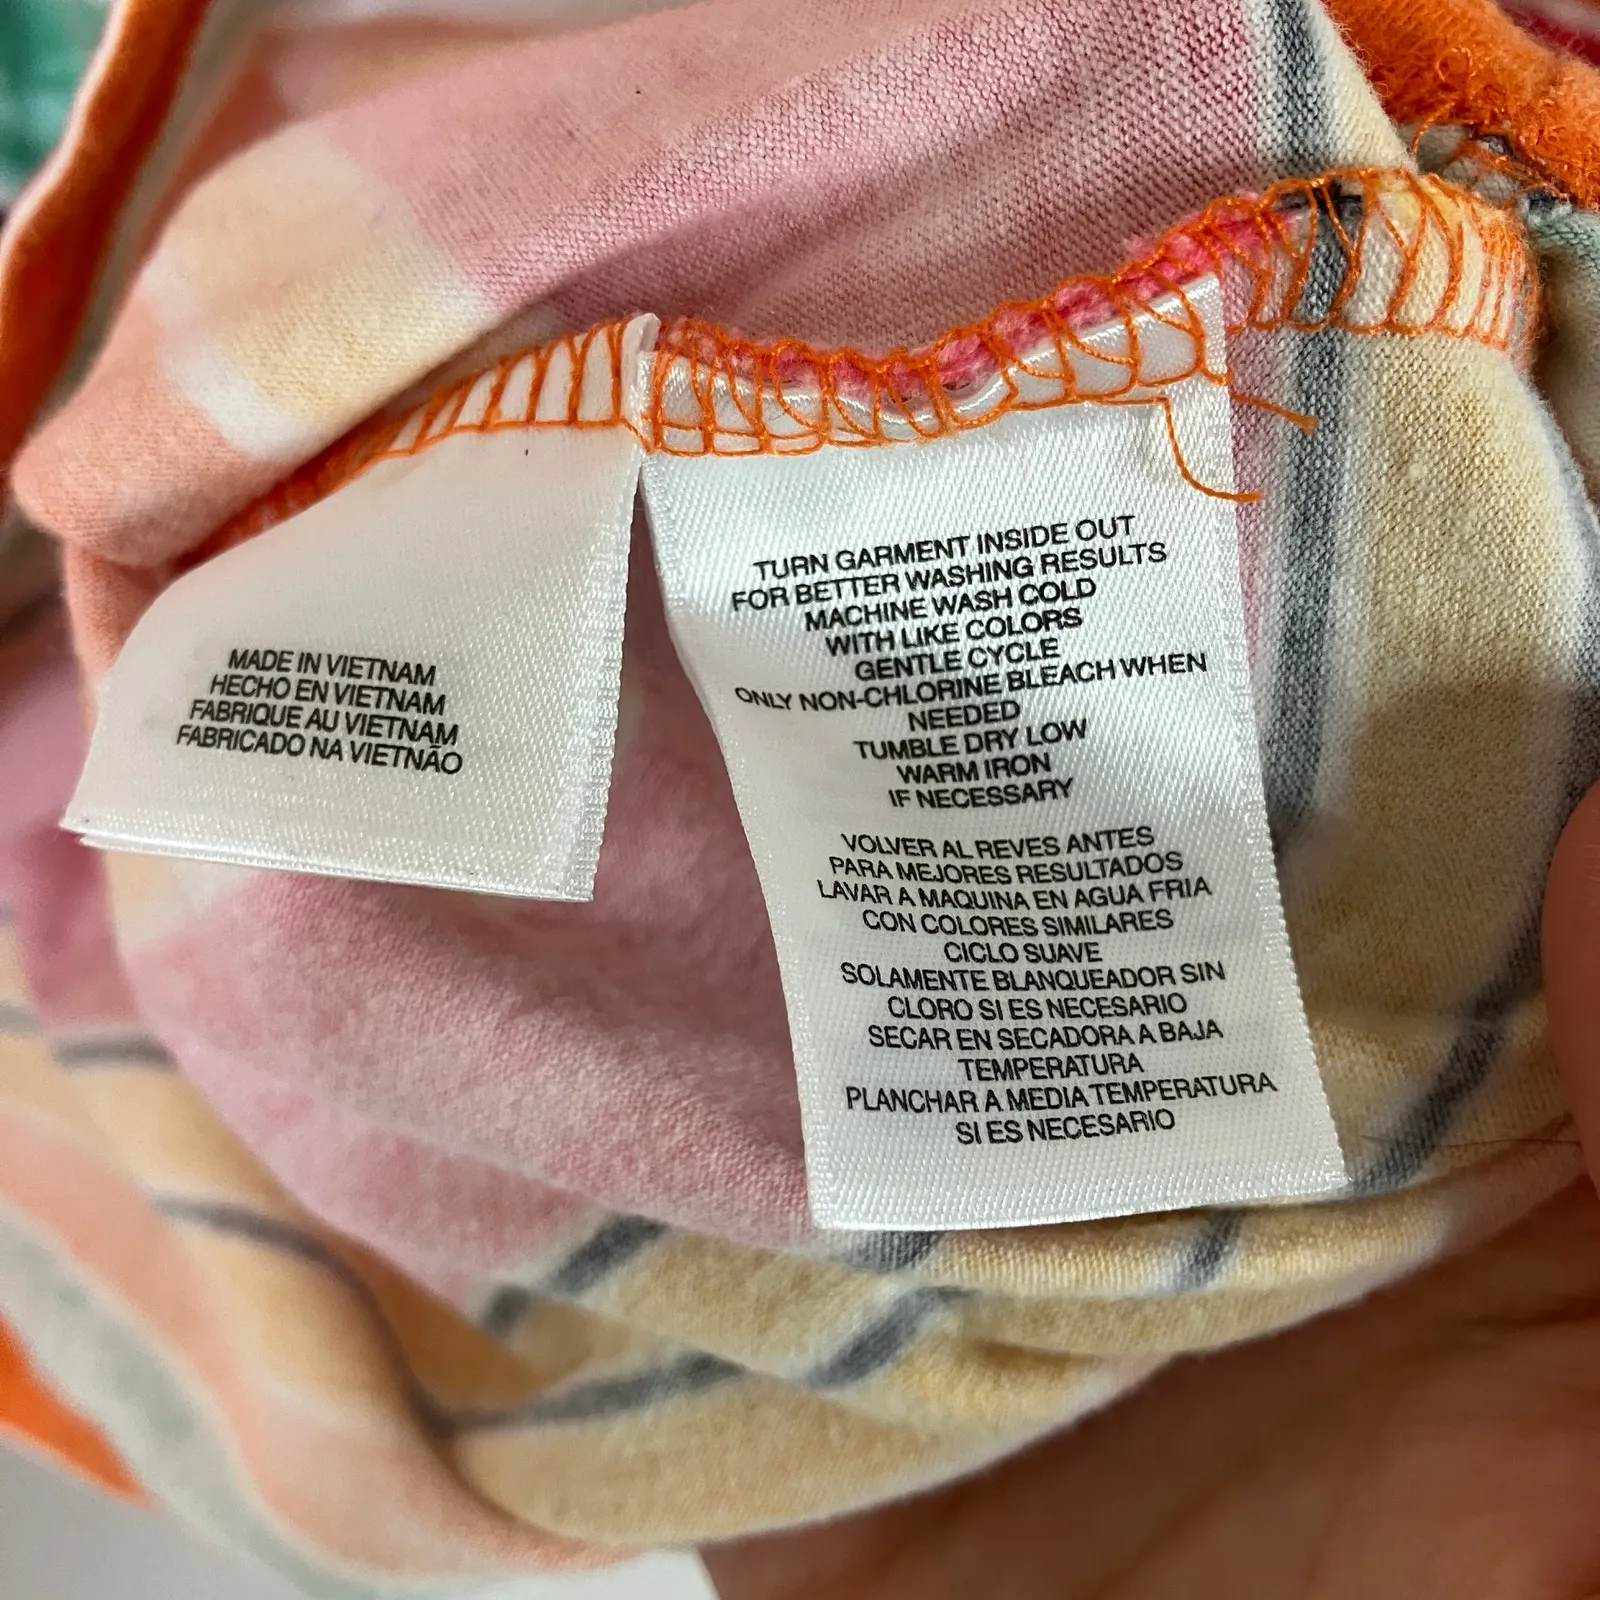 MADE IN VIETNAM
HECHO EN VIETNAM
FABRIQUE AU VIETNAM
FABRICADO NA VIETNÃO
TURN GARMENT INSIDE OUT
FOR BETTER WASHING RESULTS
MACHINE WASH COLD
WITH LIKE COLORS
GENTLE CYCLE
ONLY NON-CHLORINE BLEACH WHEN
NEEDED
TUMBLE DRY LOW
WARM IRON
IF NECESSARY
VOLVER AL REVES ANTES
PARA MEJORES RESULTADOS
LAVAR A MAQUINA EN AGUA FRIA
CON COLORES SIMILARES
CICLO SUAVE
SOLAMENTE BLANQUEADOR SIN
CLORO SI ES NECESARIO
SECAR EN SECADORA A BAJA
TEMPERATURA
PLANCHAR A MEDIA TEMPERATURA
SI ES NECESARIO